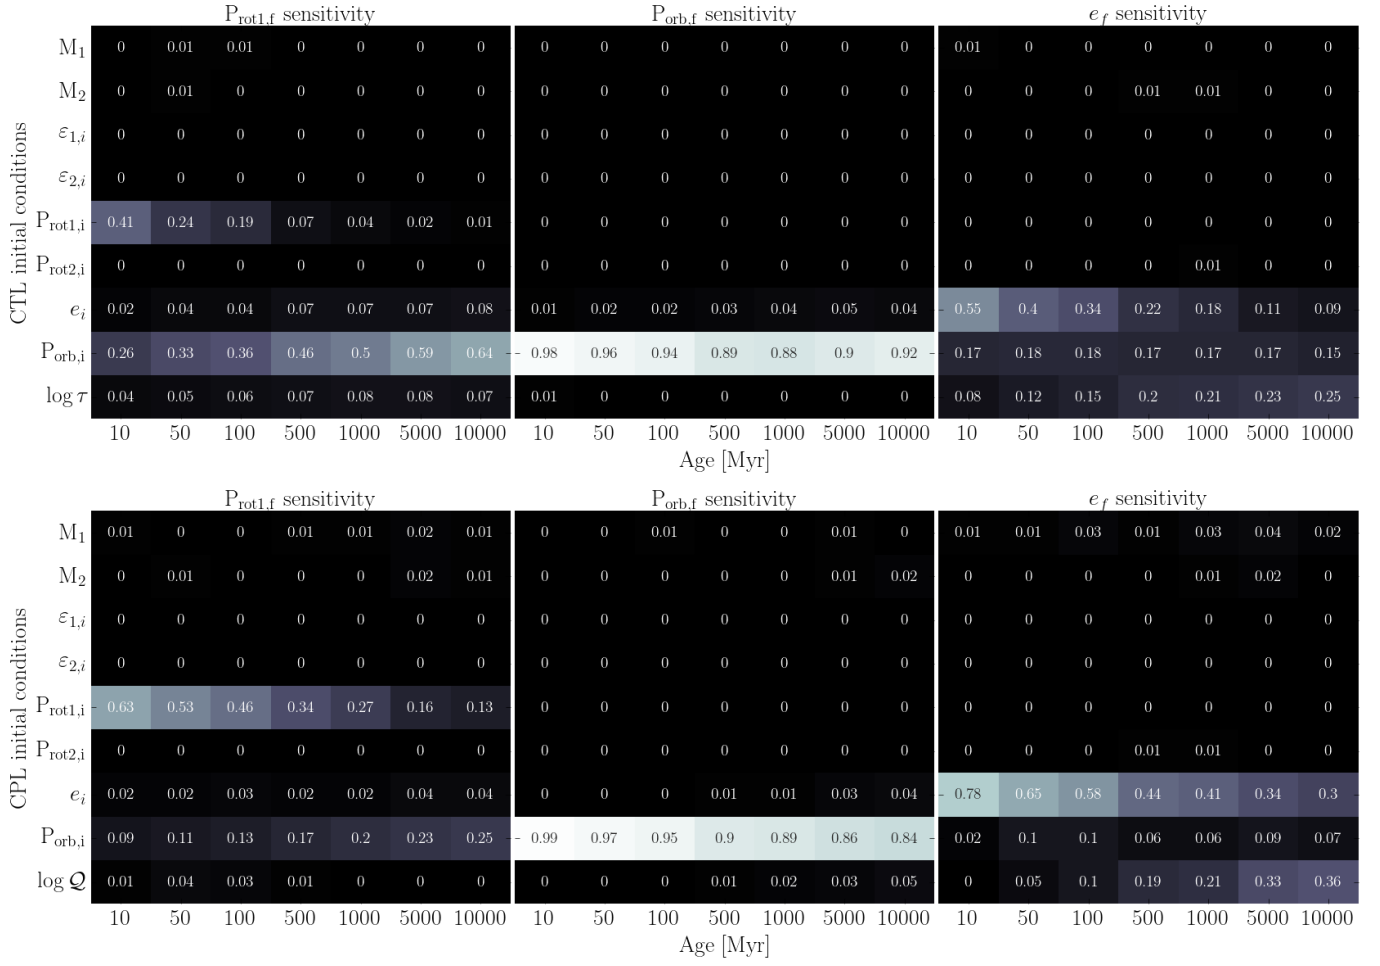 P_rot1,f sensitivity P_orb,f sensitivity e_f sensitivity
CTL initial conditions
M_1 0 0.01 0.01 0 0 0 0 0 0 0 0 0 0 0 0.01 0 0 0 0 0 0
M_2 0 0.01 0 0 0 0 0 0 0 0 0 0 0 0 0 0 0 0.01 0.01 0 0
ε_1,i 0 0 0 0 0 0 0 0 0 0 0 0 0 0 0 0 0 0 0 0 0
ε_2,i 0 0 0 0 0 0 0 0 0 0 0 0 0 0 0 0 0 0 0 0 0
P_rot1,i 0.41 0.24 0.19 0.07 0.04 0.02 0.01 0 0 0 0 0 0 0 0 0 0 0 0 0 0
P_rot2,i 0 0 0 0 0 0 0 0 0 0 0 0 0 0 0 0 0 0 0.01 0 0
e_i 0.02 0.04 0.04 0.07 0.07 0.07 0.08 0.01 0.02 0.02 0.03 0.04 0.05 0.04 0.55 0.4 0.34 0.22 0.18 0.11 0.09
P_orb,i 0.26 0.33 0.36 0.46 0.5 0.59 0.64 0.98 0.96 0.94 0.89 0.88 0.9 0.92 0.17 0.18 0.18 0.17 0.17 0.17 0.15
log τ 0.04 0.05 0.06 0.07 0.08 0.08 0.07 0.01 0 0 0 0 0 0 0.08 0.12 0.15 0.2 0.21 0.23 0.25
10 50 100 500 1000 5000 10000 10 50 100 500 1000 5000 10000 10 50 100 500 1000 5000 10000
Age [Myr]
P_rot1,f sensitivity P_orb,f sensitivity e_f sensitivity
CPL initial conditions
M_1 0.01 0 0 0.01 0.01 0.02 0.01 0 0 0.01 0 0 0.01 0 0.01 0.01 0.03 0.01 0.03 0.04 0.02
M_2 0 0.01 0 0 0 0.02 0.01 0 0 0 0 0 0.01 0.02 0 0 0 0 0.01 0.02 0
ε_1,i 0 0 0 0 0 0 0 0 0 0 0 0 0 0 0 0 0 0 0 0 0
ε_2,i 0 0 0 0 0 0 0 0 0 0 0 0 0 0 0 0 0 0 0 0 0
P_rot1,i 0.63 0.53 0.46 0.34 0.27 0.16 0.13 0 0 0 0 0 0 0 0 0 0 0 0 0 0
P_rot2,i 0 0 0 0 0 0 0 0 0 0 0 0 0 0 0 0 0 0.01 0.01 0 0
e_i 0.02 0.02 0.03 0.02 0.02 0.04 0.04 0 0 0 0.01 0.01 0.03 0.04 0.78 0.65 0.58 0.44 0.41 0.34 0.3
P_orb,i 0.09 0.11 0.13 0.17 0.2 0.23 0.25 0.99 0.97 0.95 0.9 0.89 0.86 0.84 0.02 0.1 0.1 0.06 0.06 0.09 0.07
log 𝒬 0.01 0.04 0.03 0.01 0 0 0 0 0 0 0.01 0.02 0.03 0.05 0 0.05 0.1 0.19 0.21 0.33 0.36
10 50 100 500 1000 5000 10000 10 50 100 500 1000 5000 10000 10 50 100 500 1000 5000 10000
Age [Myr]